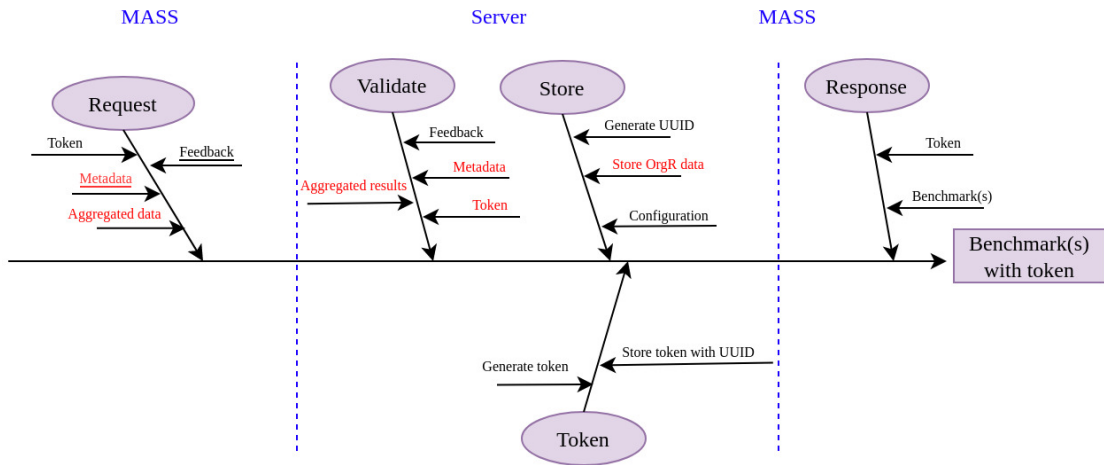 MASS
Server
MASS
Request
Token
Feedback
Metadata
Aggregated data
Validate
Feedback
Metadata
Aggregated results
Token
Store
Generate UUID
Store OrgR data
Configuration
Response
Token
Benchmark(s)
Benchmark(s)
with token
Generate token
Store token with UUID
Token